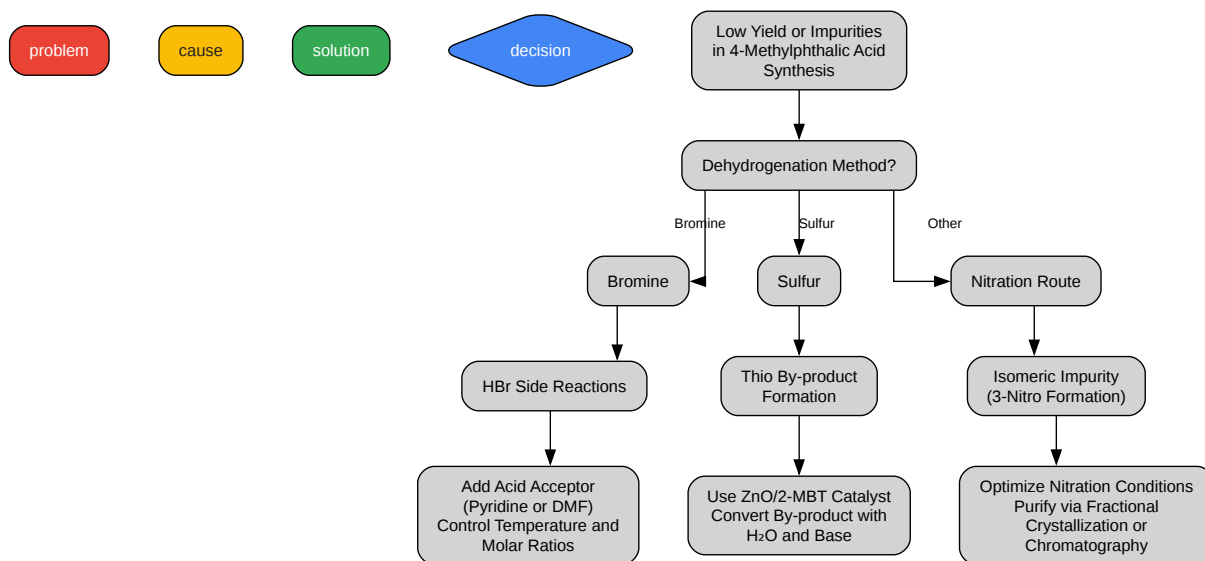 problem
cause
solution
decision
Low Yield or Impurities
in 4-Methylphthalic Acid
Synthesis
Dehydrogenation Method?
Bromine
Sulfur
Other
Bromine
Sulfur
Nitration Route
HBr Side Reactions
Thio By-product
Formation
Isomeric Impurity
(3-Nitro Formation)
Add Acid Acceptor
(Pyridine or DMF)
Control Temperature and
Molar Ratios
Use ZnO/2-MBT Catalyst
Convert By-product with
H₂O and Base
Optimize Nitration Conditions
Purify via Fractional
Crystallization or
Chromatography